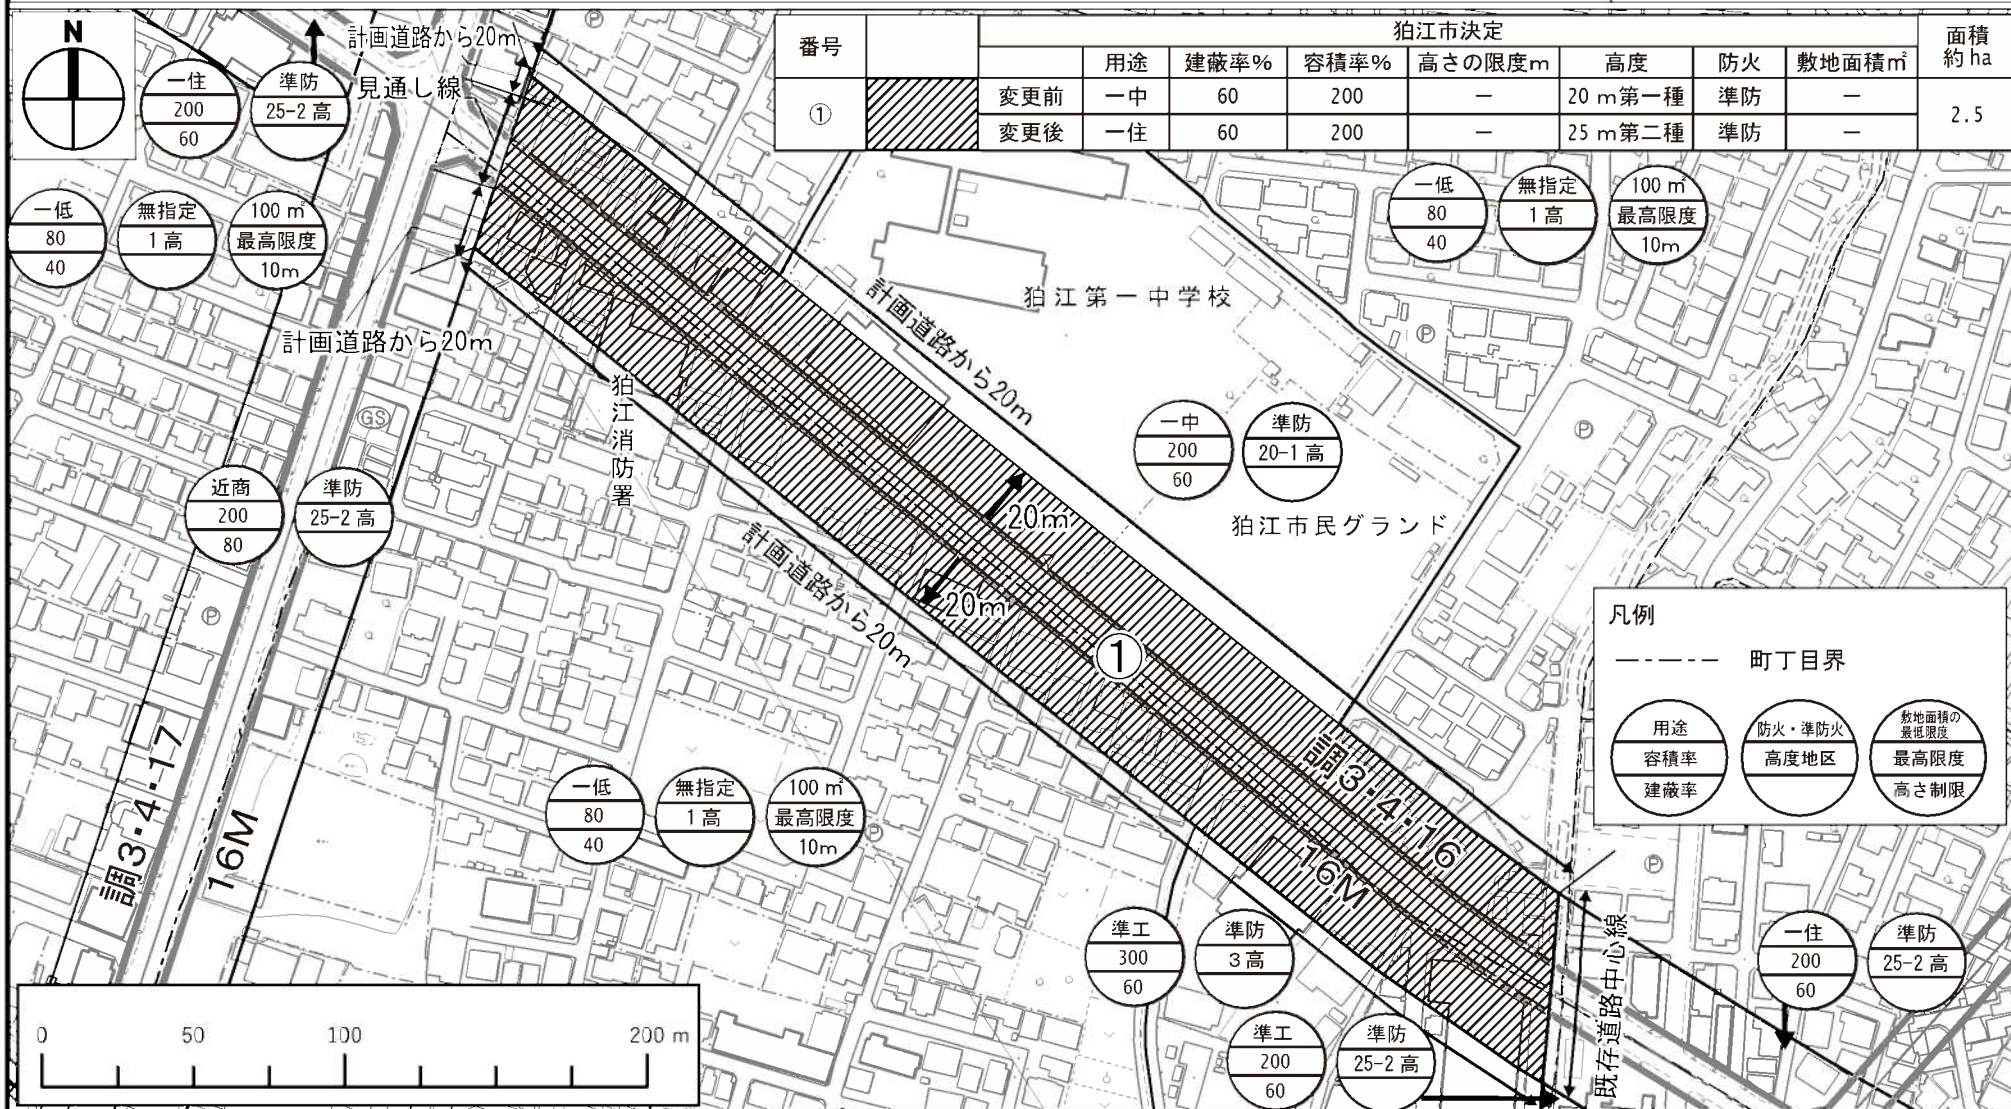 N
計画道路から20m
見通し線
一住
200
60
準防
25-2 高
番号
狛江市決定
面積
約 ha
用途 建蔽率% 容積率% 高さの限度m 高度 防火 敷地面積㎡
① 変更前 一中 60 200 － 20 m第一種 準防 －
変更後 一住 60 200 － 25 m第二種 準防 －
2.5
一低
80
40
無指定
1 高
100 ㎡
最高限度
10m
一低
80
40
無指定
1 高
100 ㎡
最高限度
10m
計画道路から20m
狛江第一中学校
計画道路から20m
狛江消防署
GS
一中
200
60
準防
20-1 高
狛江市民グランド
近商
200
80
準防
25-2 高
20m
20m
計画道路から20m
①
調3・4・16
16M
調3・4・17
16M
一低
80
40
無指定
1 高
100 ㎡
最高限度
10m
凡例
町丁目界
用途
容積率
建蔽率
防火・準防火
高度地区
敷地面積の
最低限度
最高限度
高さ制限
準工
300
60
準防
3 高
準工
200
60
準防
25-2 高
既存道路中心線
一住
200
60
準防
25-2 高
P
P
P
P
P
P
0 50 100 200 m